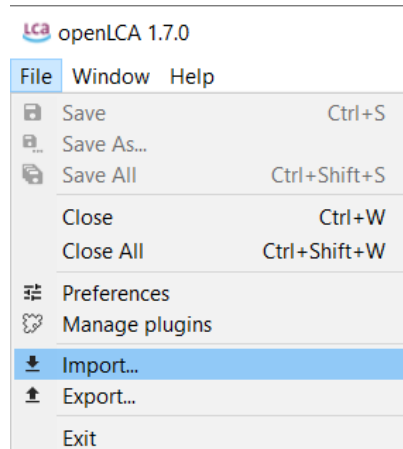 LCA openLCA 1.7.0
File Window Help
Save Ctrl+S
Save As...
Save All Ctrl+Shift+S
Close Ctrl+W
Close All Ctrl+Shift+W
Preferences
Manage plugins
Import...
Export...
Exit